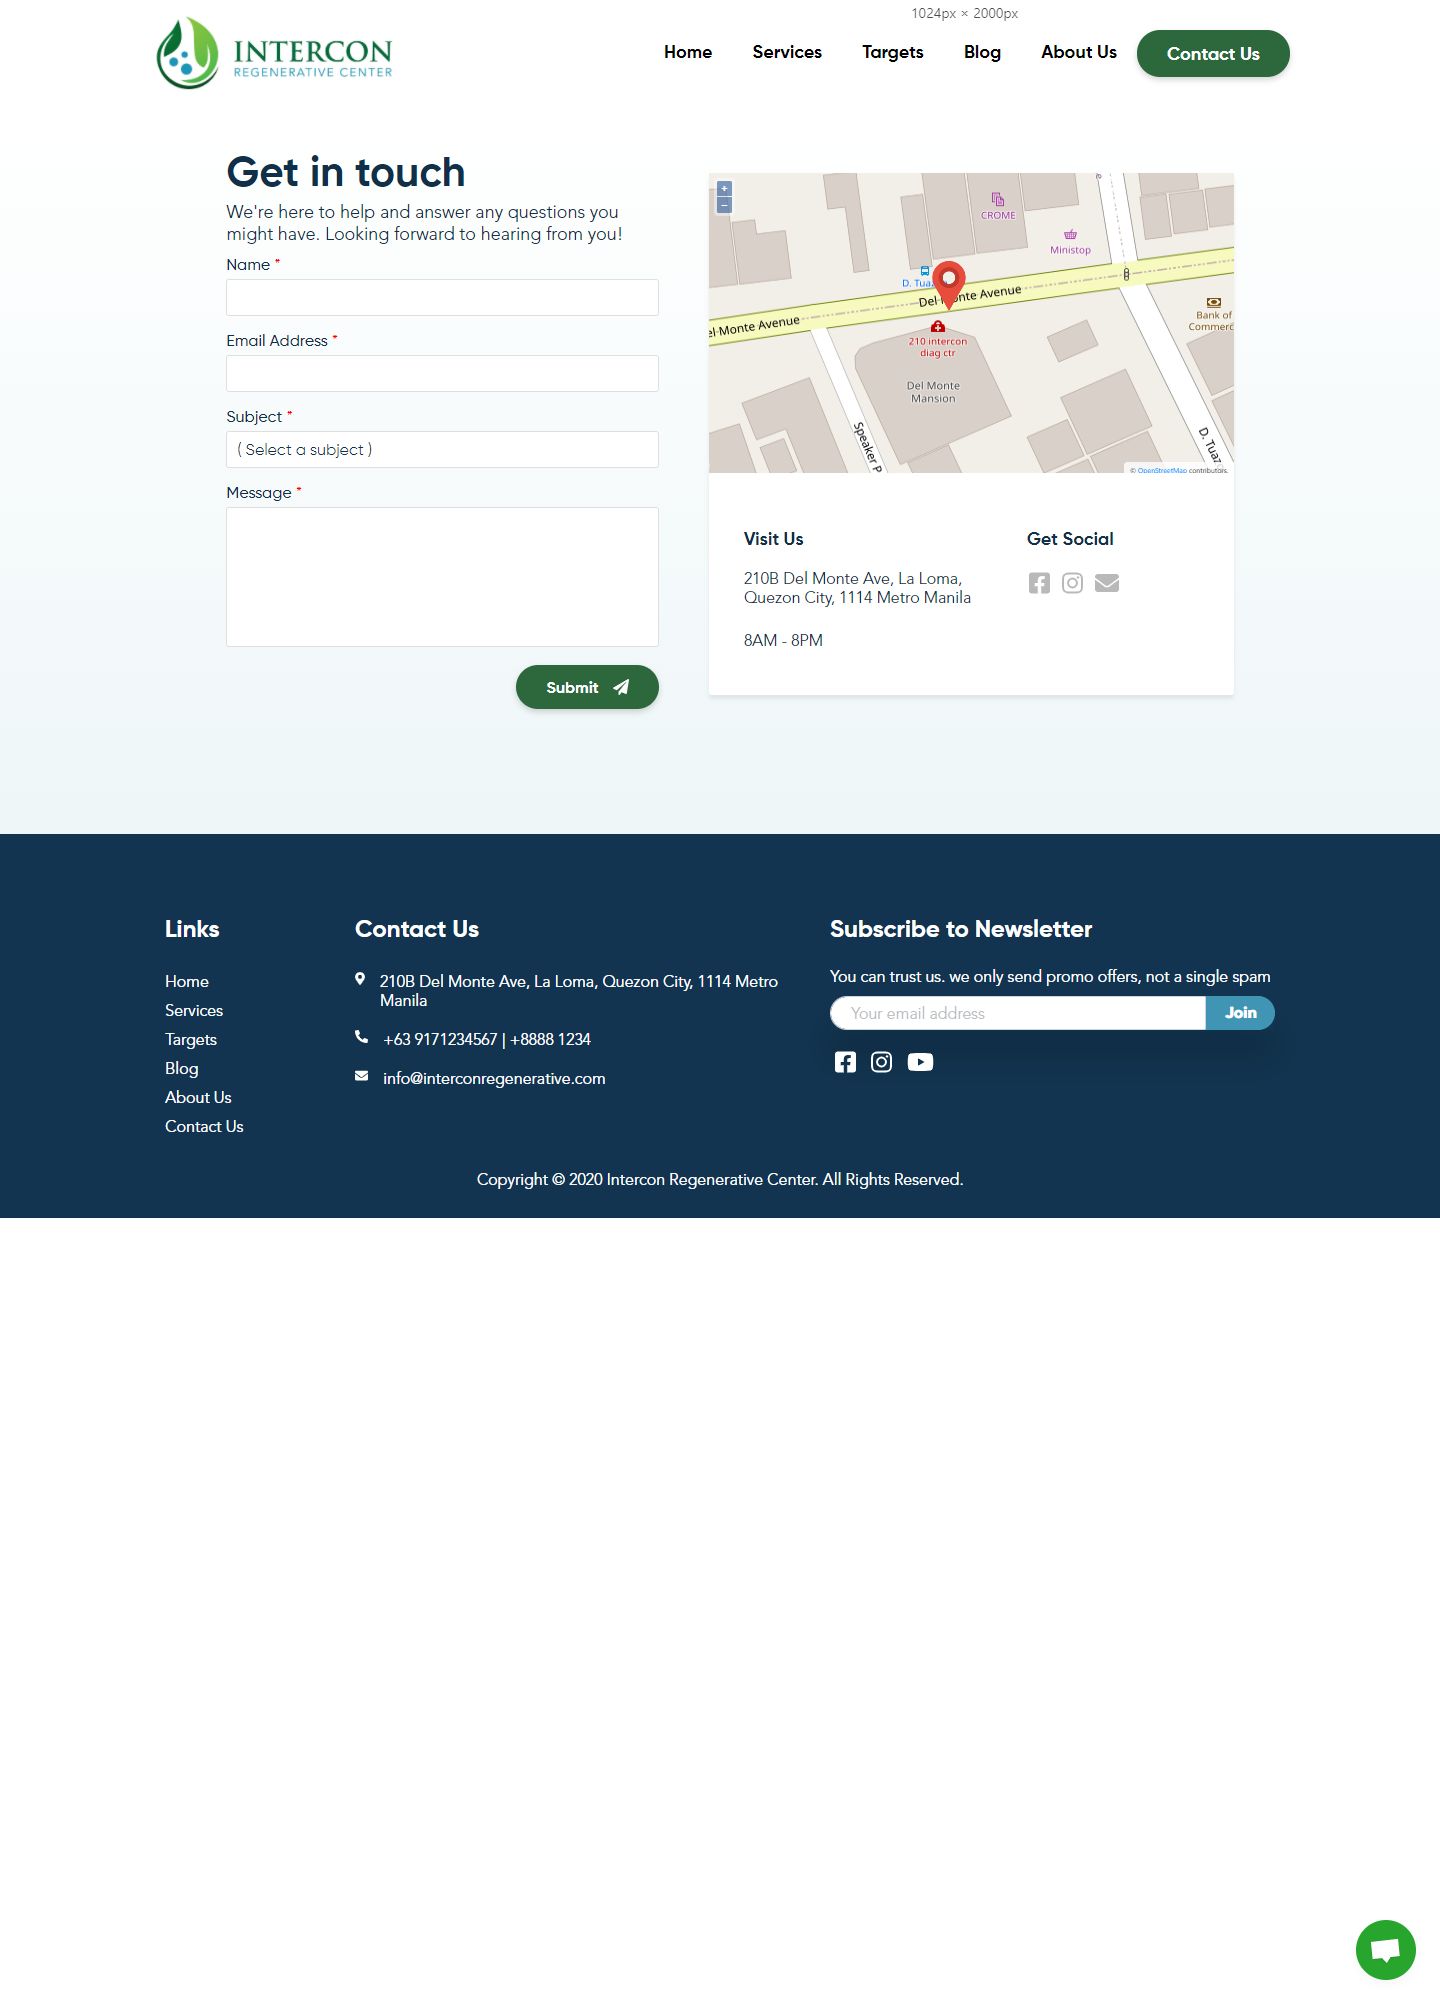 1024px × 2000px
INTERCON
REGENERATIVE CENTER
Home
Services
Targets
Blog
About Us
Contact Us
Get in touch
We're here to help and answer any questions you
might have. Looking forward to hearing from you!
Name *
Email Address *
Subject *
( Select a subject )
Message *
Submit
+
–
CROME
Ministop
Del Monte Avenue
el Monte Avenue
210 intercon
diag ctr
Del Monte
Mansion
Bank of
Speaker P
© OpenStreetMap contributors.
Visit Us
210B Del Monte Ave, La Loma,
Quezon City, 1114 Metro Manila
8AM - 8PM
Get Social
Links
Home
Services
Targets
Blog
About Us
Contact Us
Contact Us
210B Del Monte Ave, La Loma, Quezon City, 1114 Metro
Manila
+63 9171234567 | +8888 1234
info@interconregenerative.com
Subscribe to Newsletter
You can trust us. we only send promo offers, not a single spam
Your email address
Join
Copyright © 2020 Intercon Regenerative Center. All Rights Reserved.